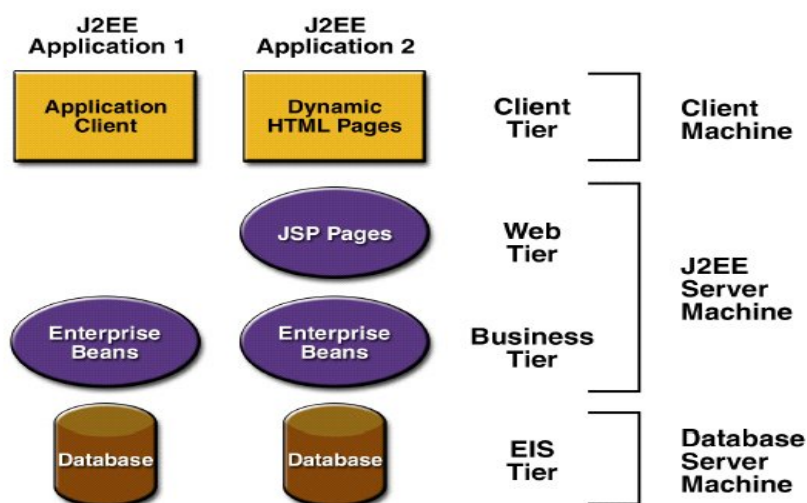 J2EE
Application 1
J2EE
Application 2
Application
Client
Dynamic
HTML Pages
Client
Tier
Client
Machine
JSP Pages
Web
Tier
J2EE
Server
Machine
Enterprise
Beans
Enterprise
Beans
Business
Tier
Database
Database
EIS
Tier
Database
Server
Machine